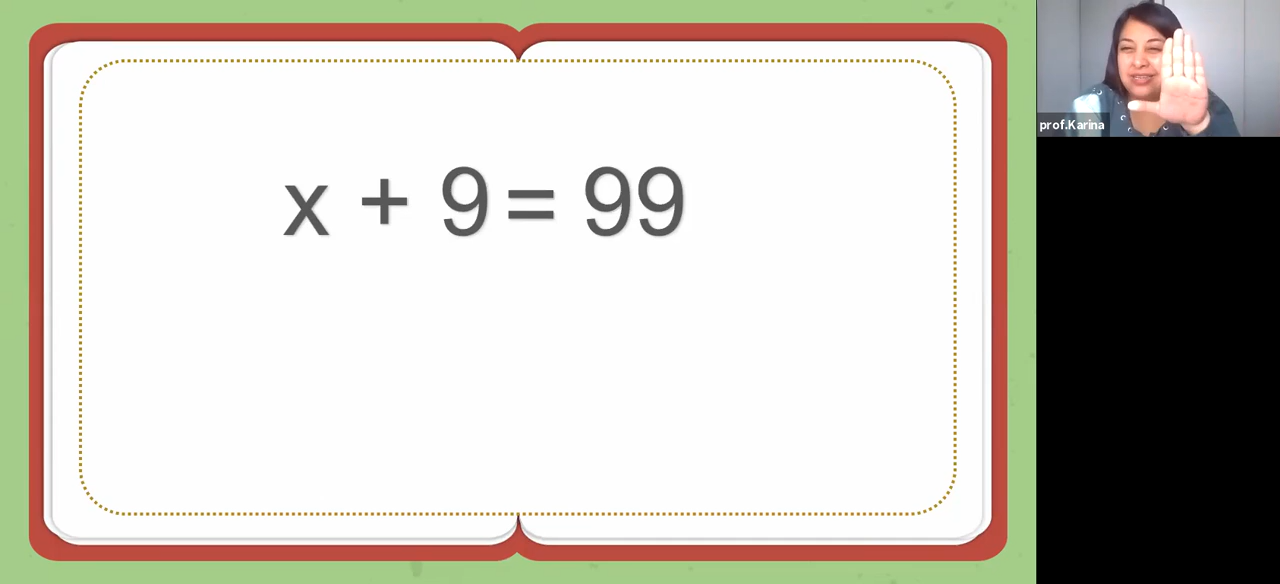 x + 9 = 99
prof.Karina